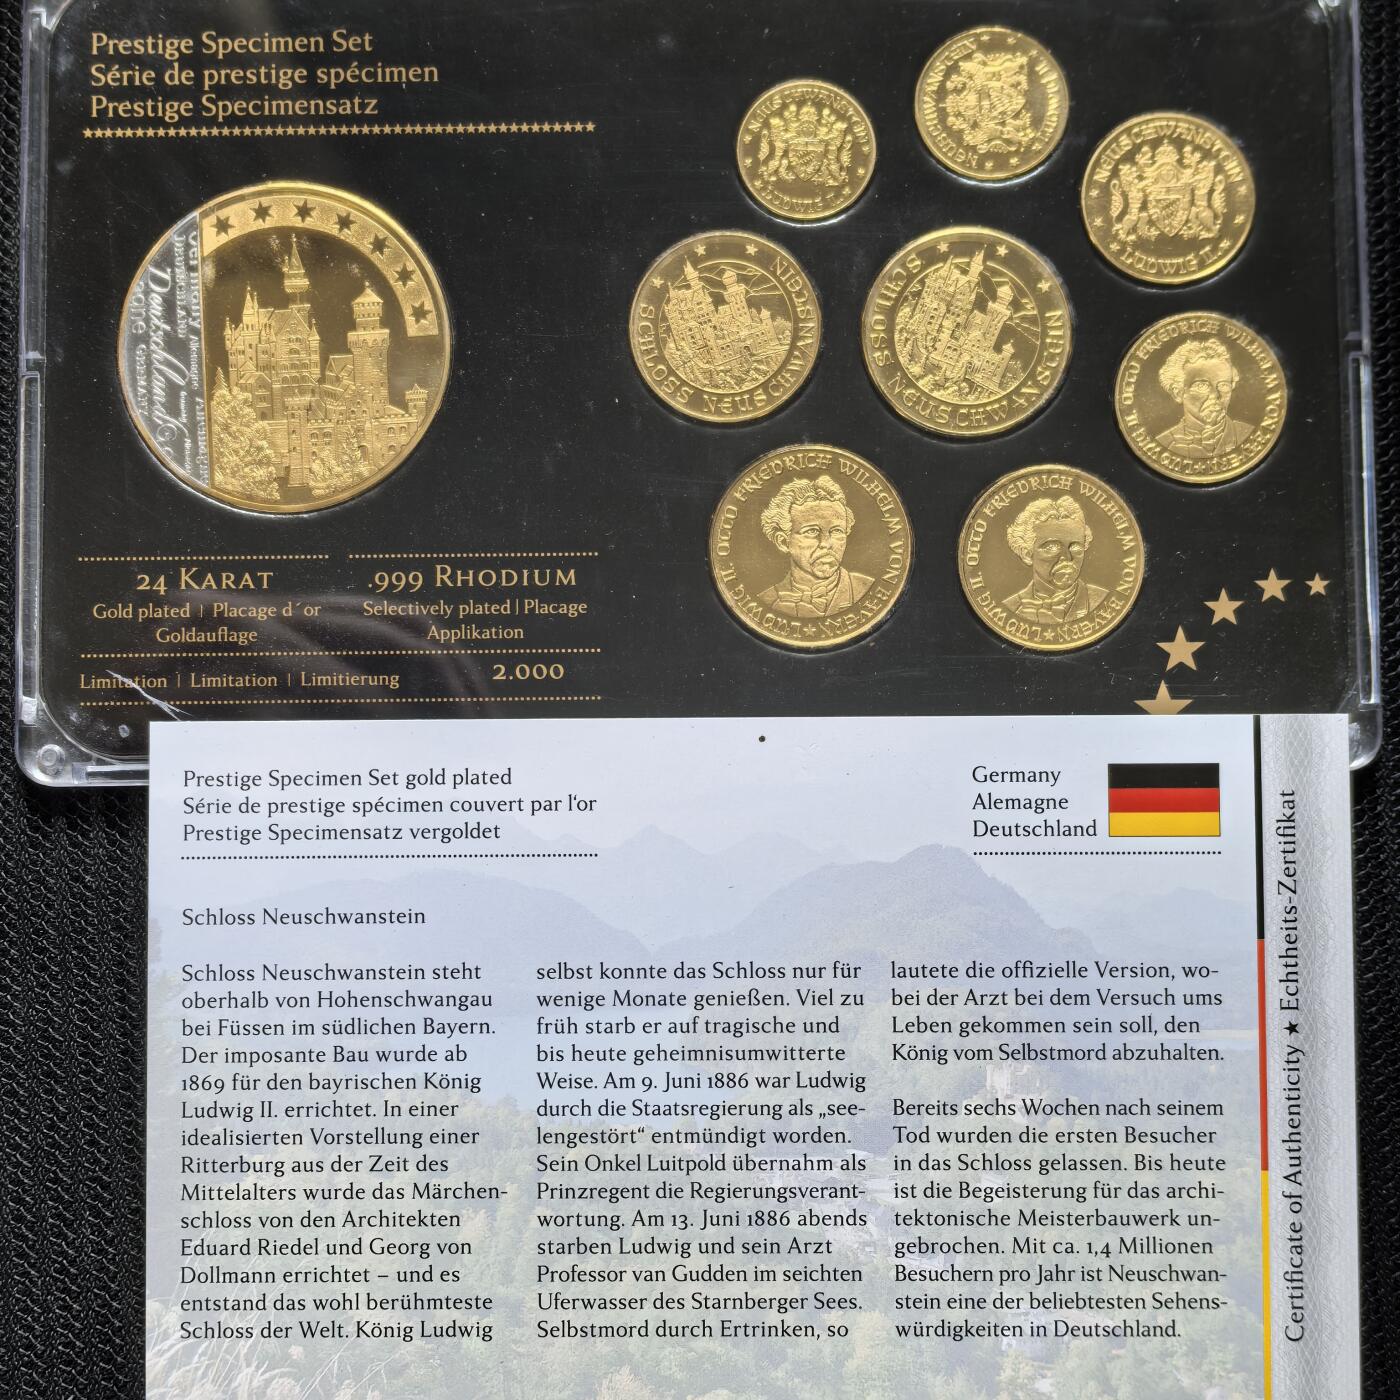 Prestige Specimen Set
Série de prestige spécimen
Prestige Specimensatz
Deutschland
NEUSCHWANSTEIN
LUDWIG II.
NEUSCHWANSTEIN
NEUSCHWANSTEIN
LUDWIG II.
SCHLOSS NEUSCHWANSTEIN
SCHLOSS NEUSCHWANSTEIN
LUDWIG II. OTTO FRIEDRICH WILHELM VON BAYERN
LUDWIG II. OTTO FRIEDRICH WILHELM VON BAYERN
LUDWIG II. OTTO FRIEDRICH WILHELM VON BAYERN
24 KARAT
Gold plated | Placage d´or
Goldauflage
.999 RHODIUM
Selectively plated | Placage
Applikation
Limitation | Limitation | Limitierung
2.000
Prestige Specimen Set gold plated
Série de prestige spécimen couvert par l'or
Prestige Specimensatz vergoldet
Germany
Alemagne
Deutschland
Schloss Neuschwanstein
Schloss Neuschwanstein steht
oberhalb von Hohenschwangau
bei Füssen im südlichen Bayern.
Der imposante Bau wurde ab
1869 für den bayrischen König
Ludwig II. errichtet. In einer
idealisierten Vorstellung einer
Ritterburg aus der Zeit des
Mittelalters wurde das Märchen-
schloss von den Architekten
Eduard Riedel und Georg von
Dollmann errichtet – und es
entstand das wohl berühmteste
Schloss der Welt. König Ludwig
selbst konnte das Schloss nur für
wenige Monate genießen. Viel zu
früh starb er auf tragische und
bis heute geheimnisumwitterte
Weise. Am 9. Juni 1886 war Ludwig
durch die Staatsregierung als „see-
lengestört“ entmündigt worden.
Sein Onkel Luitpold übernahm als
Prinzregent die Regierungsverant-
wortung. Am 13. Juni 1886 abends
starben Ludwig und sein Arzt
Professor van Gudden im seichten
Uferwasser des Starnberger Sees.
Selbstmord durch Ertrinken, so
lautete die offizielle Version, wo-
bei der Arzt bei dem Versuch ums
Leben gekommen sein soll, den
König vom Selbstmord abzuhalten.
Bereits sechs Wochen nach seinem
Tod wurden die ersten Besucher
in das Schloss gelassen. Bis heute
ist die Begeisterung für das archi-
tektonische Meisterbauwerk un-
gebrochen. Mit ca. 1,4 Millionen
Besuchern pro Jahr ist Neuschwan-
stein eine der beliebtesten Sehens-
würdigkeiten in Deutschland.
Certificate of Authenticity ★ Echtheits-Zertifikat